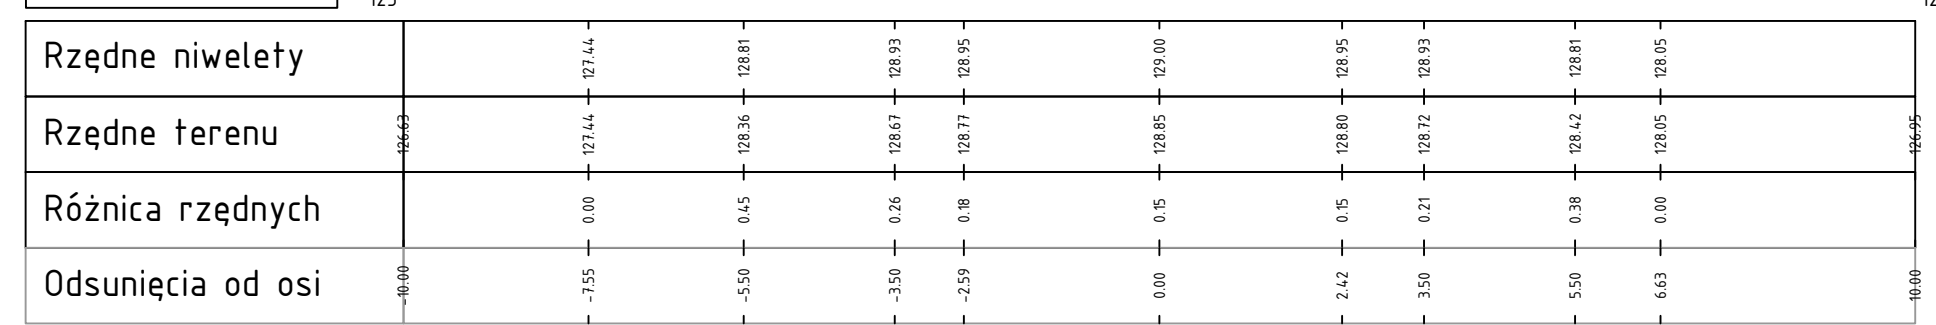 Rzędne niwelety 127.44 128.81 128.93 128.95 129.00 128.95 128.93 128.81 128.05
Rzędne terenu 126.63 127.44 128.36 128.67 128.77 128.85 128.80 128.72 128.42 128.05 126.95
Różnica rzędnych 0.00 0.45 0.26 0.18 0.15 0.15 0.21 0.38 0.00
Odsunięcia od osi -10.00 -7.55 -5.50 -3.50 -2.59 0.00 2.42 3.50 5.50 6.63 10.00